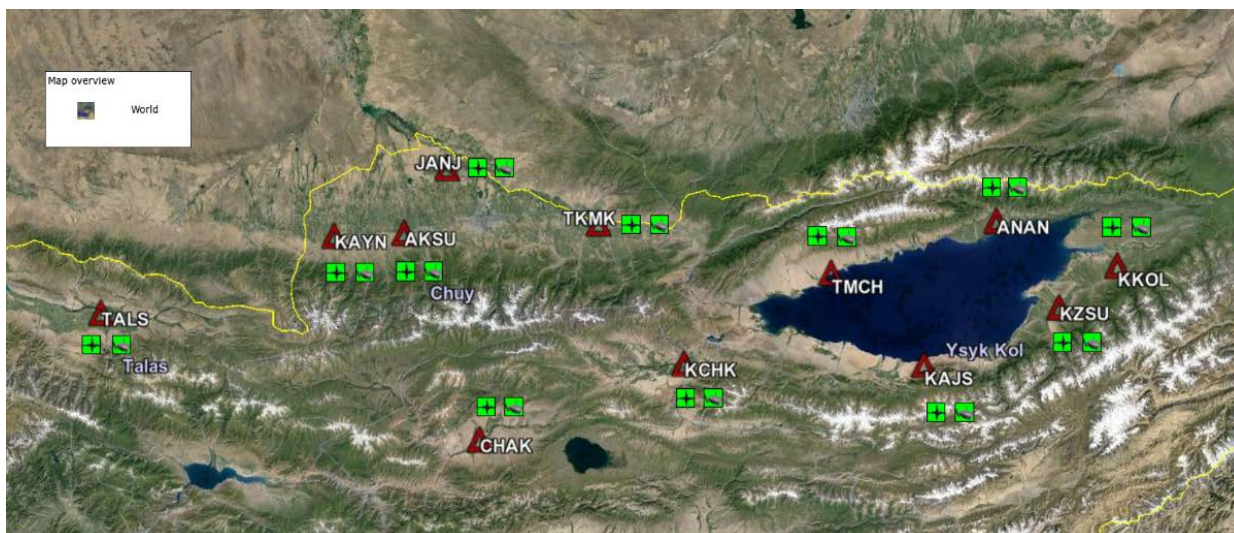 Map overview
World
JANJ
TKMK
KAYN
AKSU
ANAN
Chuy
TMCH
KKOL
TALS
KZSU
Talas
Ysyk Kol
KCHK
KAJS
CHAK